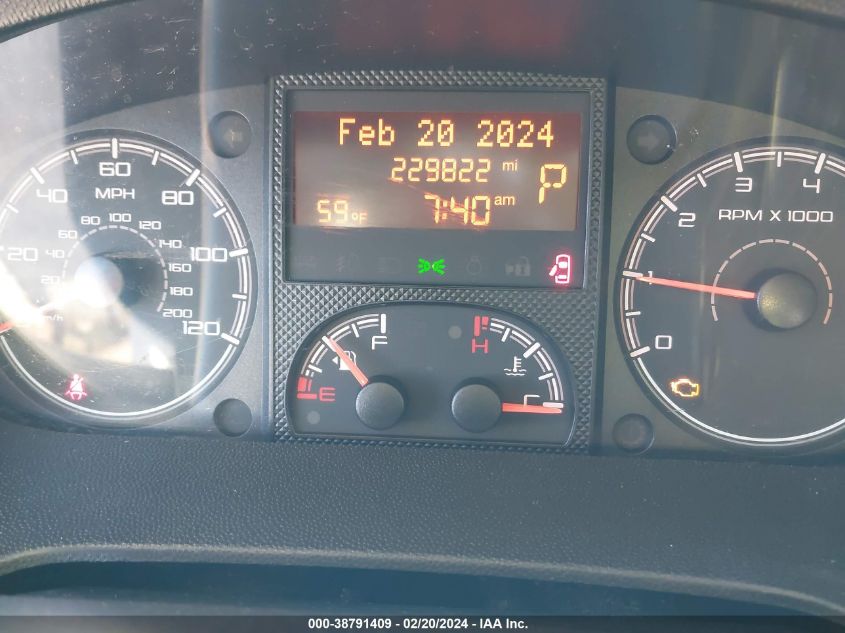 Feb 20 2024
229822 mi
P
59°F
7:40 am
20 40 60 80 100 120
MPH
20 60 80 100 120 140 160 180 200
km/h
F
E
H
C
0 1 2 3 4
RPM X 1000
000-38791409 - 02/20/2024 - IAA Inc.